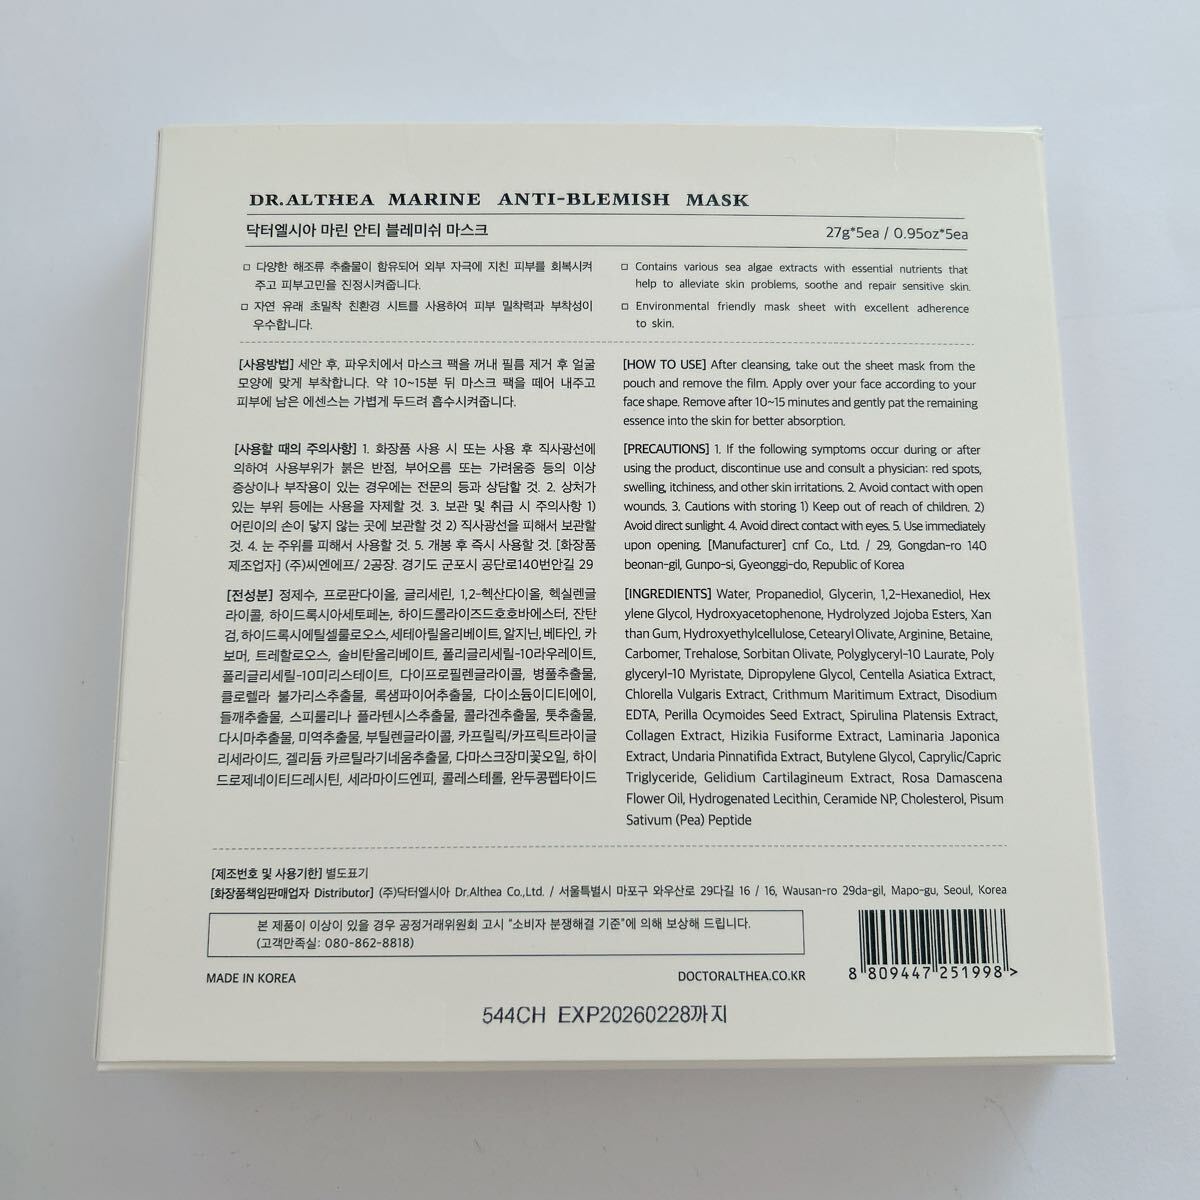 DR.ALTHEA MARINE ANTI-BLEMISH MASK
닥터엘시아 마린 안티 블레미쉬 마스크
27g*5ea / 0.95oz*5ea
□ 다양한 해조류 추출물이 함유되어 외부 자극에 지친 피부를 회복시켜
주고 피부고민을 진정시켜줍니다.
□ 자연 유래 초밀착 친환경 시트를 사용하여 피부 밀착력과 부착성이
우수합니다.
□ Contains various sea algae extracts with essential nutrients that
help to alleviate skin problems, soothe and repair sensitive skin.
□ Environmental friendly mask sheet with excellent adherence
to skin.
[사용방법] 세안 후, 파우치에서 마스크 팩을 꺼내 필름 제거 후 얼굴
모양에 맞게 부착합니다. 약 10~15분 뒤 마스크 팩을 떼어 내주고
피부에 남은 에센스는 가볍게 두드려 흡수시켜줍니다.
[HOW TO USE] After cleansing, take out the sheet mask from the
pouch and remove the film. Apply over your face according to your
face shape. Remove after 10~15 minutes and gently pat the remaining
essence into the skin for better absorption.
[사용할 때의 주의사항] 1. 화장품 사용 시 또는 사용 후 직사광선에
의하여 사용부위가 붉은 반점, 부어오름 또는 가려움증 등의 이상
증상이나 부작용이 있는 경우에는 전문의 등과 상담할 것. 2. 상처가
있는 부위 등에는 사용을 자제할 것. 3. 보관 및 취급 시 주의사항 1)
어린이의 손이 닿지 않는 곳에 보관할 것 2) 직사광선을 피해서 보관할
것. 4. 눈 주위를 피해서 사용할 것. 5. 개봉 후 즉시 사용할 것. [화장품
제조업자] (주)씨엔에프/ 2공장. 경기도 군포시 공단로140번안길 29
[PRECAUTIONS] 1. If the following symptoms occur during or after
using the product, discontinue use and consult a physician: red spots,
swelling, itchiness, and other skin irritations. 2. Avoid contact with open
wounds. 3. Cautions with storing 1) Keep out of reach of children. 2)
Avoid direct sunlight. 4. Avoid direct contact with eyes. 5. Use immediately
upon opening. [Manufacturer] cnf Co., Ltd. / 29, Gongdan-ro 140
beonan-gil, Gunpo-si, Gyeonggi-do, Republic of Korea
[전성분] 정제수, 프로판다이올, 글리세린, 1,2-헥산다이올, 헥실렌글
라이콜, 하이드록시아세토페논, 하이드롤라이즈드호호바에스터, 잔탄
검, 하이드록시에틸셀룰로오스, 세테아릴올리베이트, 알지닌, 베타인, 카
보머, 트레할로오스, 솔비탄올리베이트, 폴리글리세릴-10라우레이트,
폴리글리세릴-10미리스테이트, 다이프로필렌글라이콜, 병풀추출물,
클로렐라 불가리스추출물, 록샘파이어추출물, 다이소듐이디티에이,
들깨추출물, 스피룰리나 플라텐시스추출물, 콜라겐추출물, 톳추출물,
다시마추출물, 미역추출물, 부틸렌글라이콜, 카프릴릭/카프릭트라이글
리세라이드, 겔리듐 카르틸라기네움추출물, 다마스크장미꽃오일, 하이
드로제네이티드레시틴, 세라마이드엔피, 콜레스테롤, 완두콩펩타이드
[INGREDIENTS] Water, Propanediol, Glycerin, 1,2-Hexanediol, Hex
ylene Glycol, Hydroxyacetophenone, Hydrolyzed Jojoba Esters, Xan
than Gum, Hydroxyethylcellulose, Cetearyl Olivate, Arginine, Betaine,
Carbomer, Trehalose, Sorbitan Olivate, Polyglyceryl-10 Laurate, Poly
glyceryl-10 Myristate, Dipropylene Glycol, Centella Asiatica Extract,
Chlorella Vulgaris Extract, Crithmum Maritimum Extract, Disodium
EDTA, Perilla Ocymoides Seed Extract, Spirulina Platensis Extract,
Collagen Extract, Hizikia Fusiforme Extract, Laminaria Japonica
Extract, Undaria Pinnatifida Extract, Butylene Glycol, Caprylic/Capric
Triglyceride, Gelidium Cartilagineum Extract, Rosa Damascena
Flower Oil, Hydrogenated Lecithin, Ceramide NP, Cholesterol, Pisum
Sativum (Pea) Peptide
[제조번호 및 사용기한] 별도표기
[화장품책임판매업자 Distributor] (주)닥터엘시아 Dr.Althea Co.,Ltd. / 서울특별시 마포구 와우산로 29다길 16 / 16, Wausan-ro 29da-gil, Mapo-gu, Seoul, Korea
본 제품이 이상이 있을 경우 공정거래위원회 고시 "소비자 분쟁해결 기준"에 의해 보상해 드립니다.
(고객만족실: 080-862-8818)
MADE IN KOREA
DOCTORALTHEA.CO.KR
8 809447 251998 >
544CH EXP20260228까지